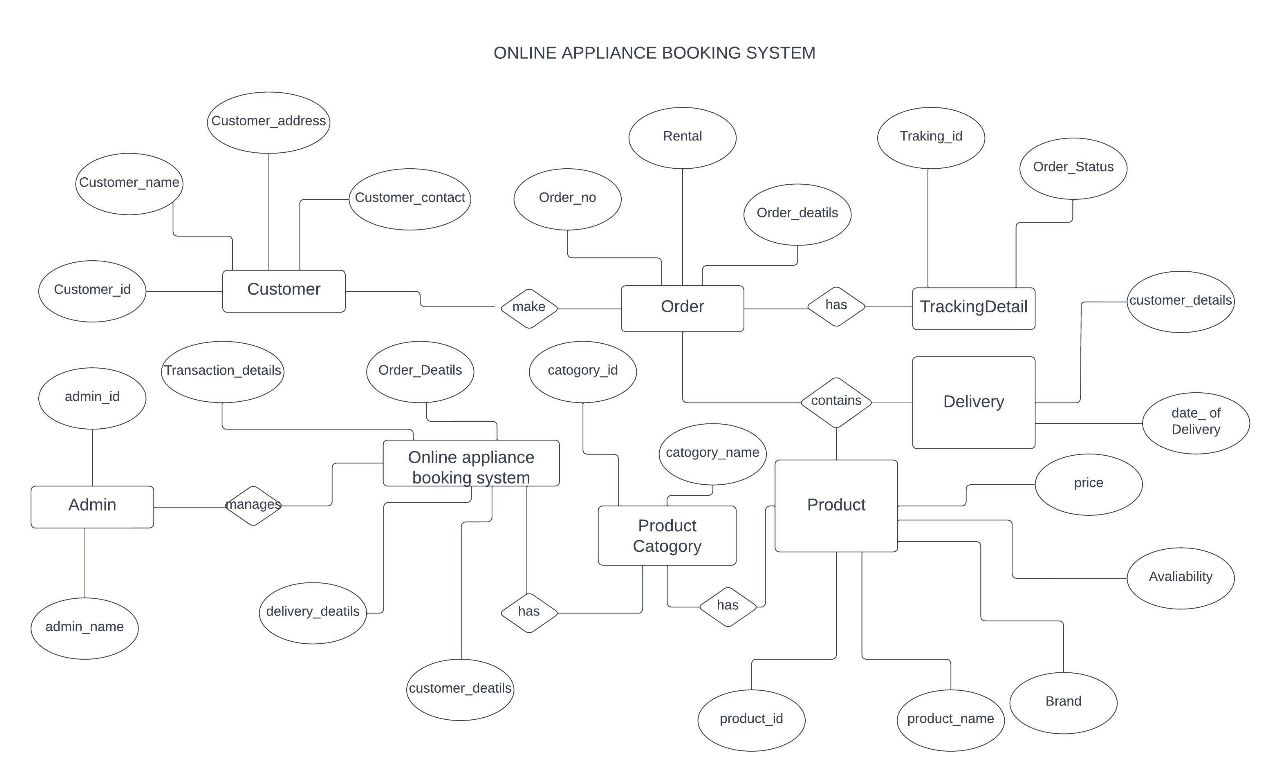 ONLINE APPLIANCE BOOKING SYSTEM
Customer_address
Rental
Traking_id
Order_Status
Customer_name
Customer_contact
Order_no
Order_deatils
Customer_id
Customer
make
Order
has
TrackingDetail
customer_details
Transaction_details
Order_Deatils
catogory_id
admin_id
contains
Delivery
date_ of
Delivery
catogory_name
Online appliance
booking system
price
Admin
manages
Product
Catogory
Product
Avaliability
delivery_deatils
has
has
admin_name
customer_deatils
product_id
product_name
Brand